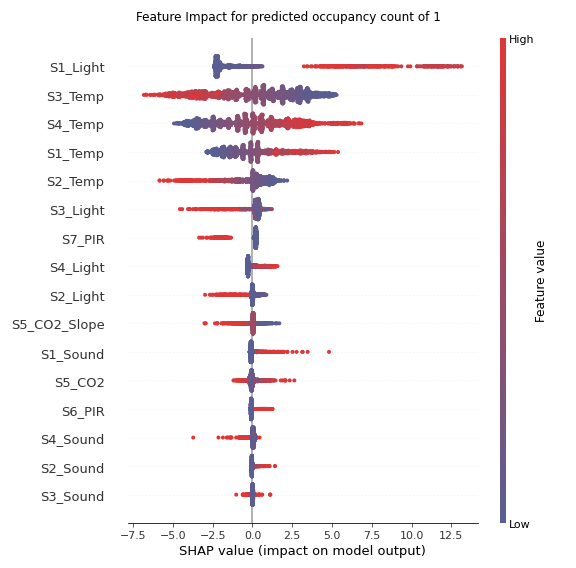 Feature Impact for predicted occupancy count of 1
High
S1_Light
S3_Temp
S4_Temp
S1_Temp
S2_Temp
S3_Light
S7_PIR
S4_Light
S2_Light
S5_CO2_Slope
S1_Sound
S5_CO2
S6_PIR
S4_Sound
S2_Sound
S3_Sound
Feature value
Low
−7.5 −5.0 −2.5 0.0 2.5 5.0 7.5 10.0 12.5
SHAP value (impact on model output)